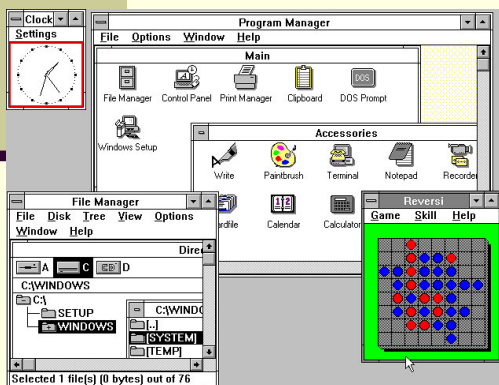 Clock
Settings
Program Manager
File Options Window Help
Main
File Manager Control Panel Print Manager Clipboard DOS Prompt
DOS
Windows Setup
Accessories
Write Paintbrush Terminal Notepad Recorder
Calendar Calculator
File Manager
File Disk Tree View Options
Window Help
A C D
C:\WINDOWS
C:\
SETUP
WINDOWS
C:\WINDO
[..]
[SYSTEM]
[TEMP]
Selected 1 file(s) (0 bytes) out of 76
Reversi
Game Skill Help